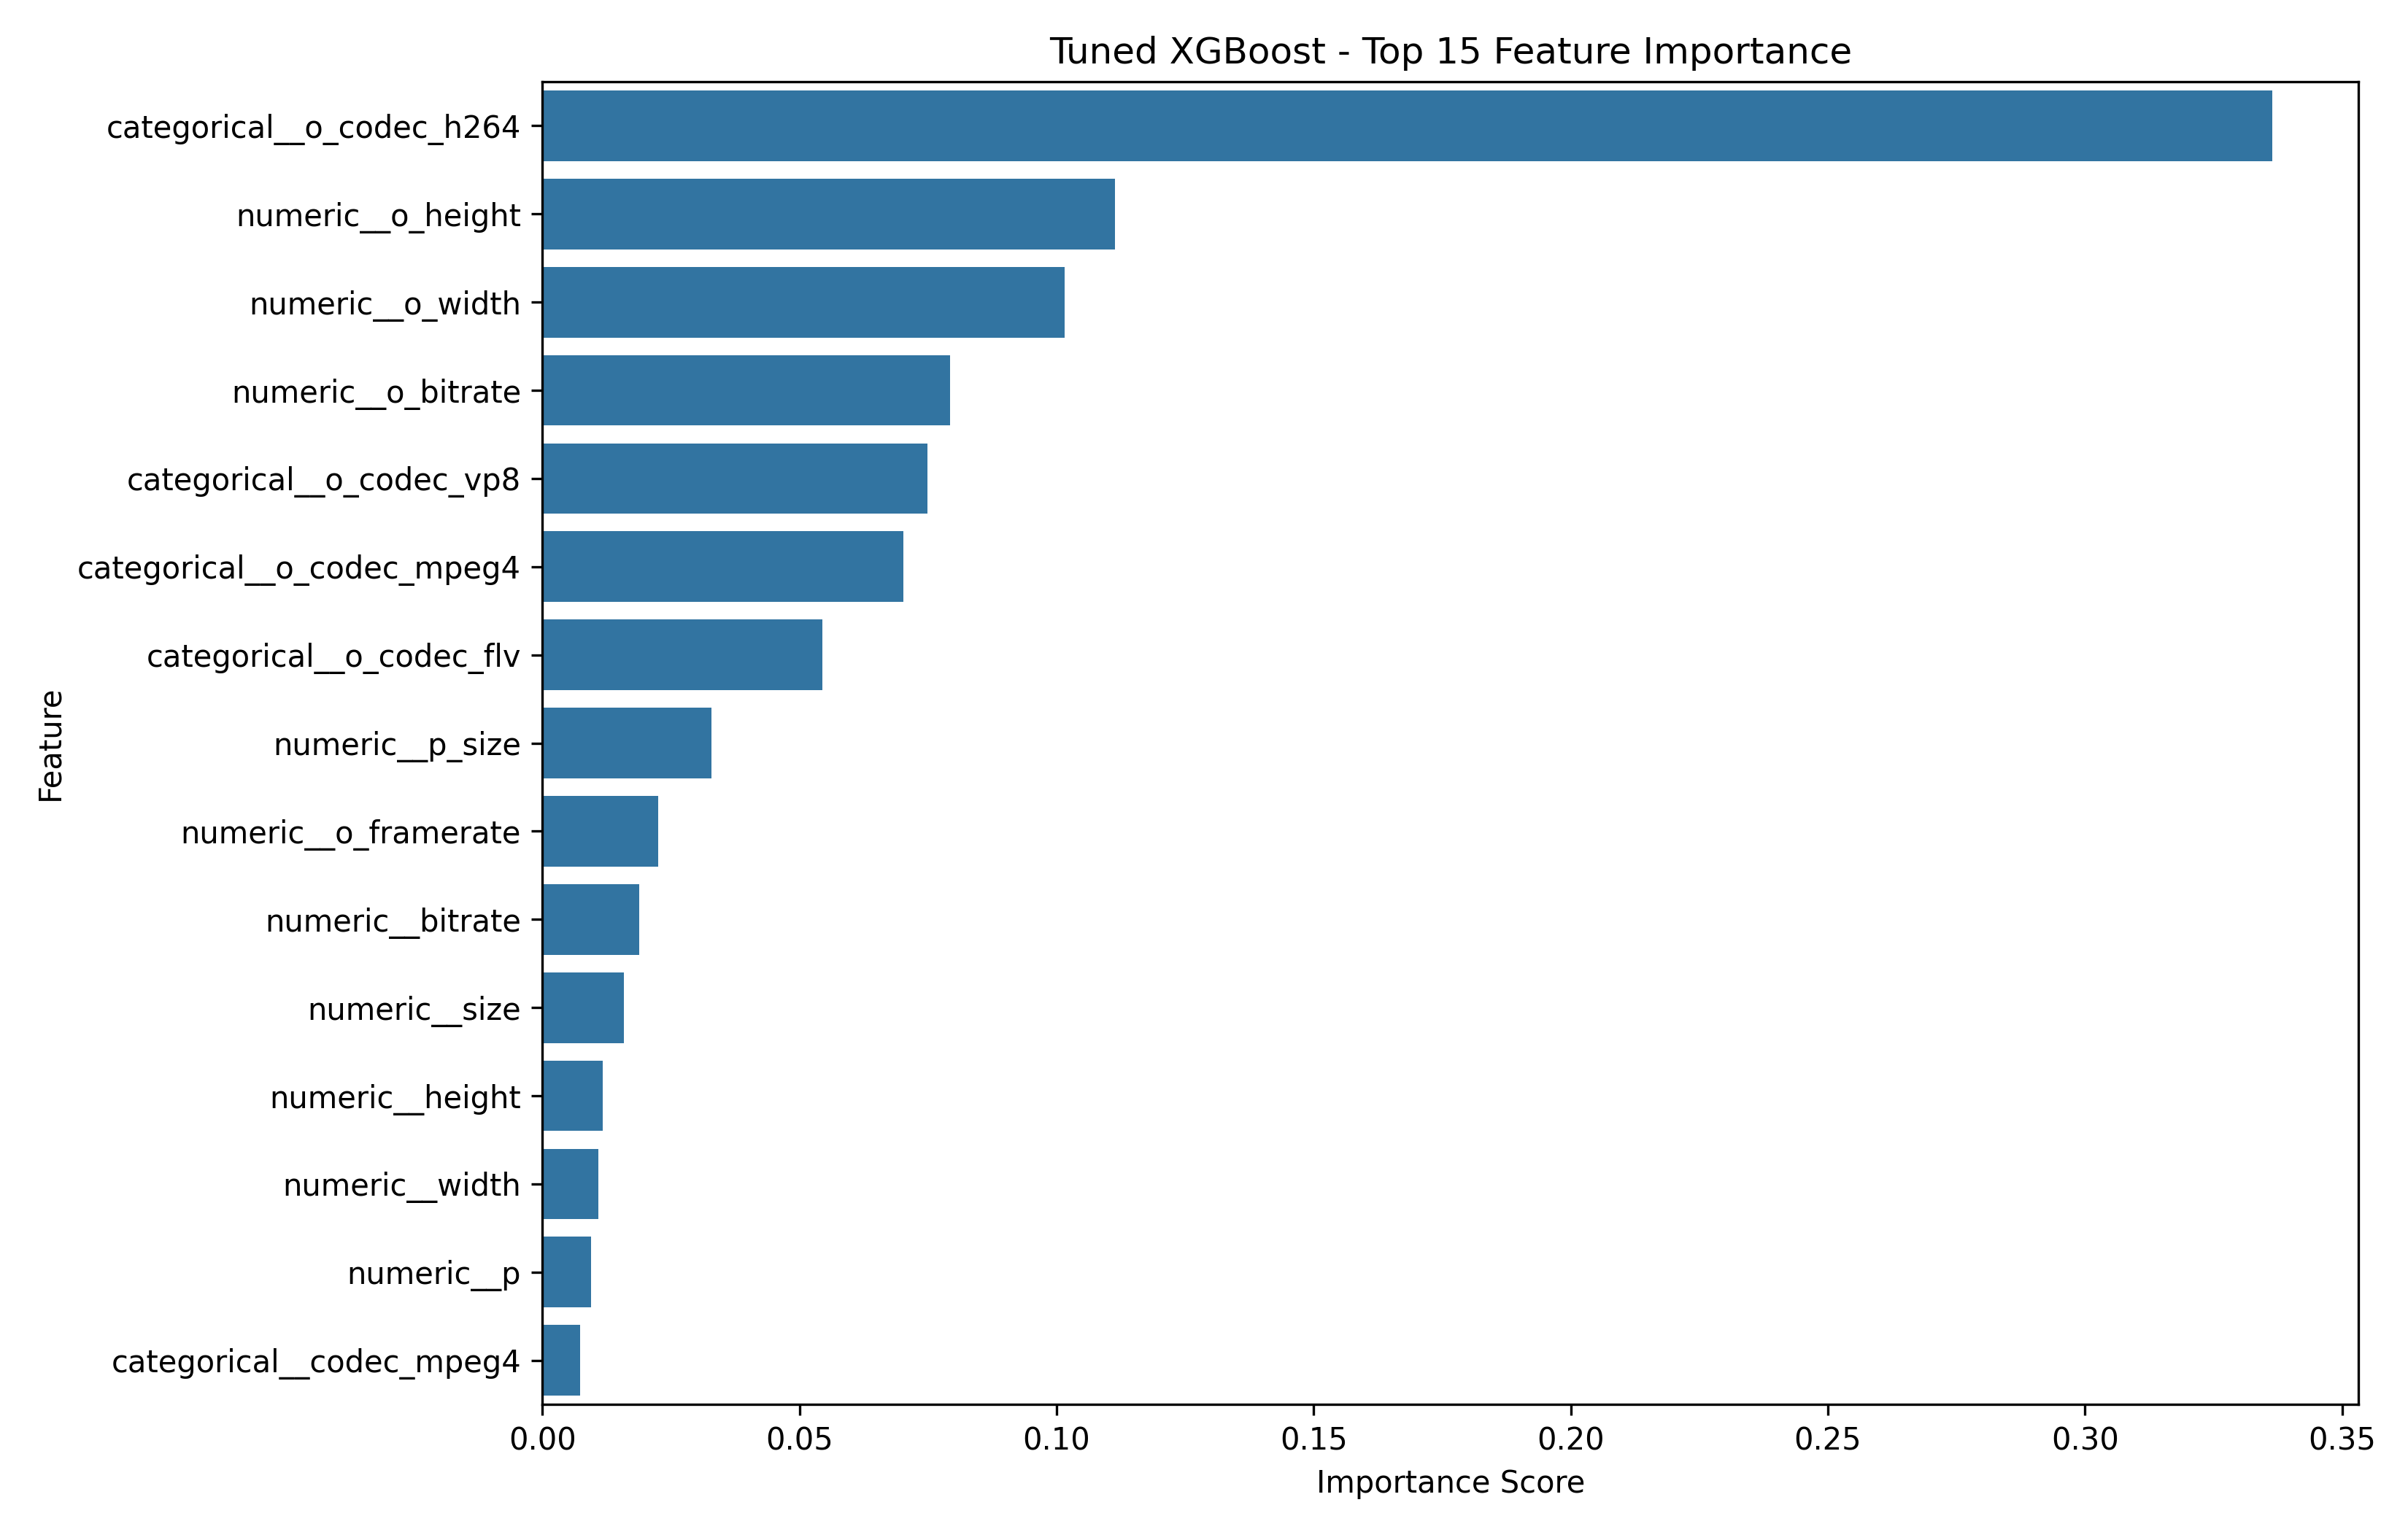 Tuned XGBoost - Top 15 Feature Importance
categorical__o_codec_h264
numeric__o_height
numeric__o_width
numeric__o_bitrate
categorical__o_codec_vp8
categorical__o_codec_mpeg4
categorical__o_codec_flv
numeric__p_size
numeric__o_framerate
numeric__bitrate
numeric__size
numeric__height
numeric__width
numeric__p
categorical__codec_mpeg4
Feature
0.00 0.05 0.10 0.15 0.20 0.25 0.30 0.35
Importance Score